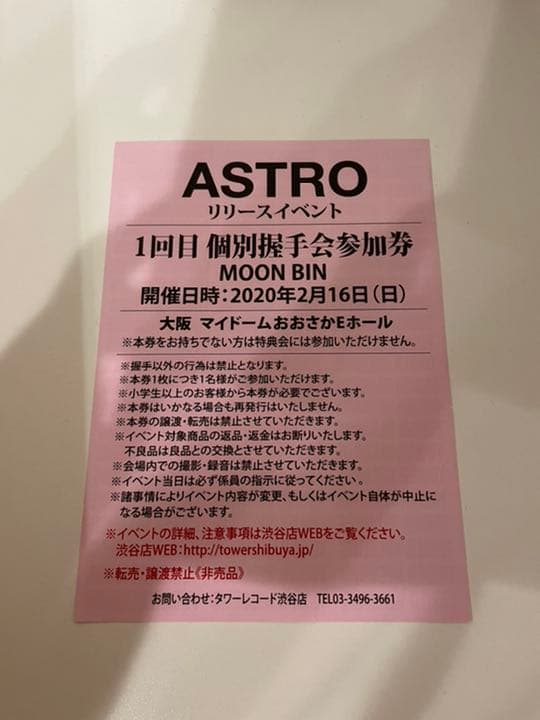 ASTRO
リリースイベント
1回目 個別握手会参加券
MOON BIN
開催日時：2020年2月16日（日）
大阪 マイドームおおさかEホール
※本券をお持ちでない方は特典会には参加いただけません。
※握手以外の行為は禁止となります。
※本券1枚につき1名様がご参加いただけます。
※小学生以上のお客様から本券が必要でございます。
※本券はいかなる場合も再発行はいたしません。
※本券の譲渡・転売は禁止させていただきます。
※イベント対象商品の返品・返金はお断りいたします。
不良品は良品との交換とさせていただきます。
※会場内での撮影・録音は禁止させていただきます。
※イベント当日は必ず係員の指示に従ってください 。
※諸事情によりイベント内容が変更、もしくはイベント自体が中止に
なる場合がございます。
※イベントの詳細、注意事項は渋谷店WEBをご覧ください。
渋谷店WEB：http://towershibuya.jp/
※転売・譲渡禁止《非売品》
お問い合わせ：タワーレコード渋谷店 TEL03-3496-3661